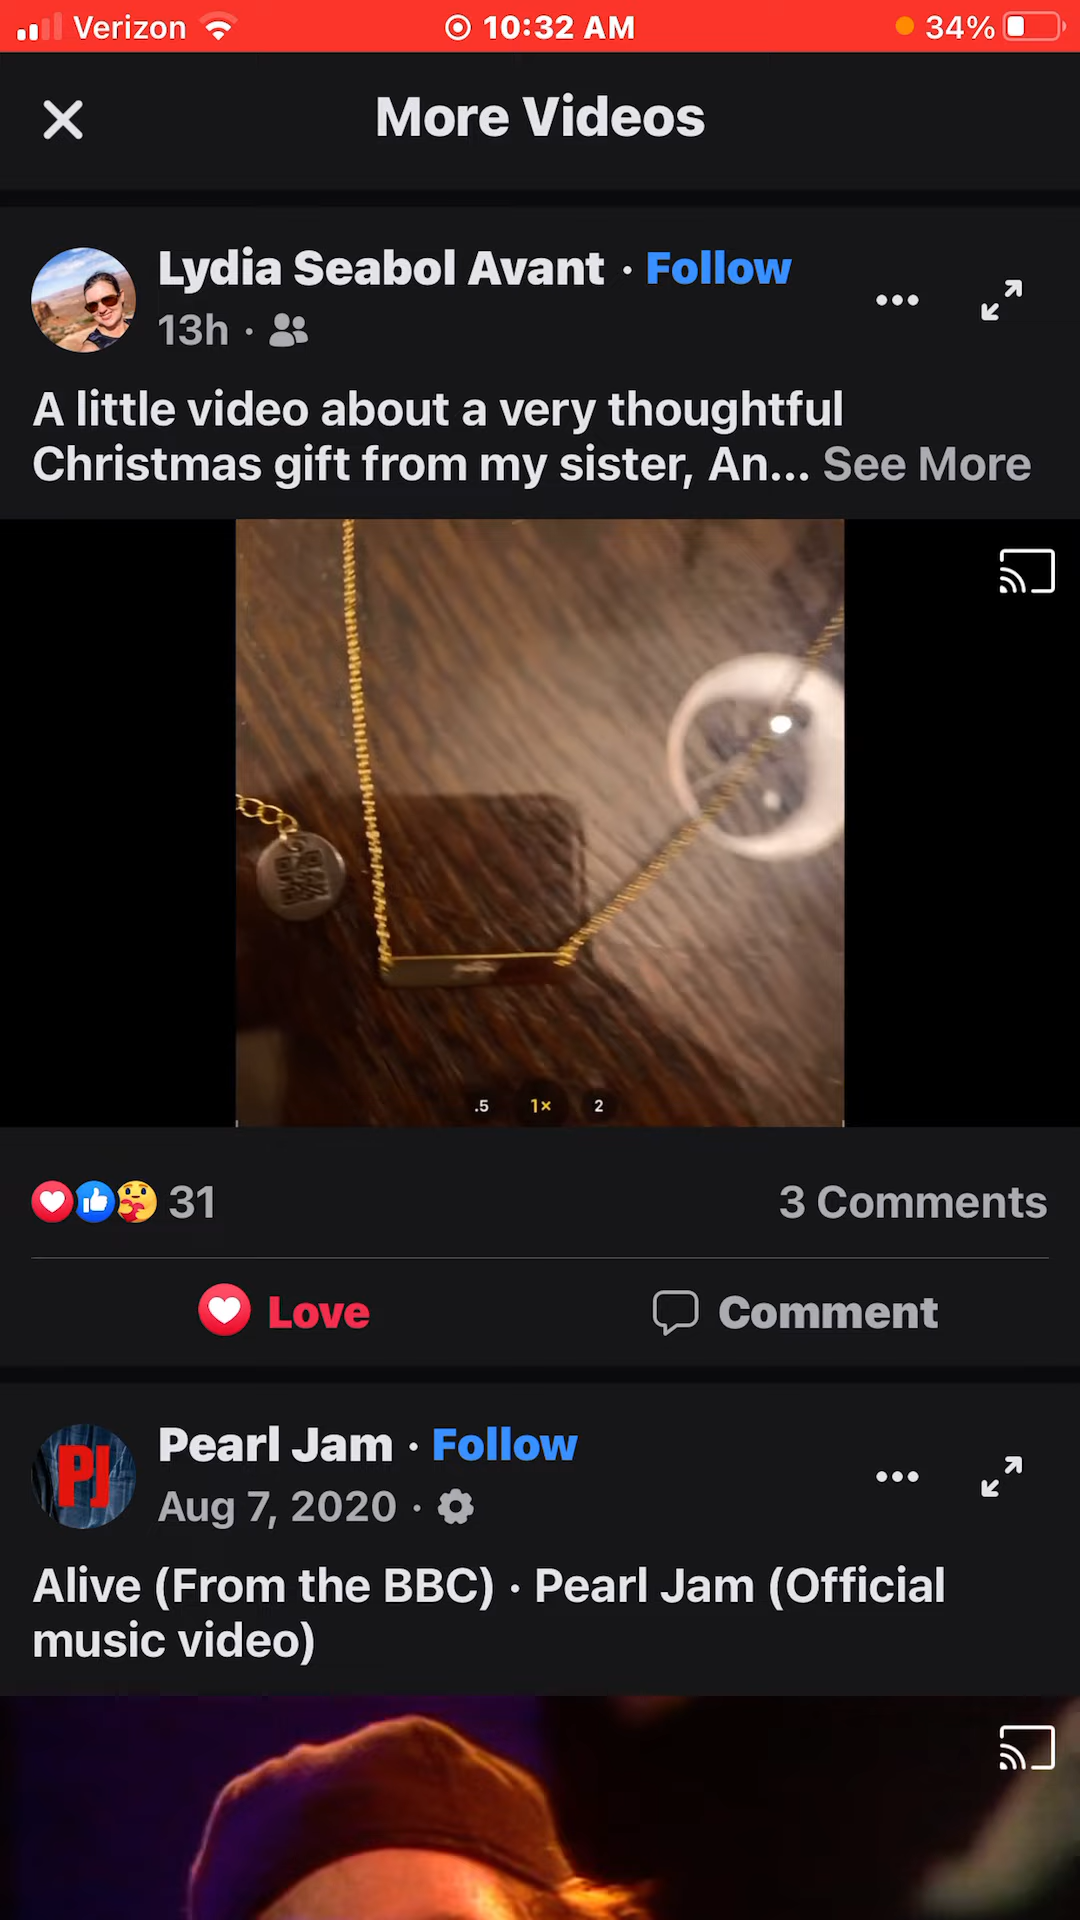 Verizon 10:32 AM 34%
More Videos
Lydia Seabol Avant · Follow
13h ·
A little video about a very thoughtful
Christmas gift from my sister, An... See More
.5 1× 2
31 3 Comments
Love Comment
PJ
Pearl Jam · Follow
Aug 7, 2020 ·
Alive (From the BBC) · Pearl Jam (Official
music video)